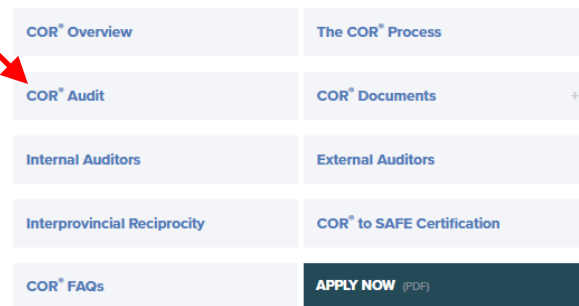 COR® Overview
The COR® Process
COR® Audit
COR® Documents +
Internal Auditors
External Auditors
Interprovincial Reciprocity
COR® to SAFE Certification
COR® FAQs
APPLY NOW (PDF)